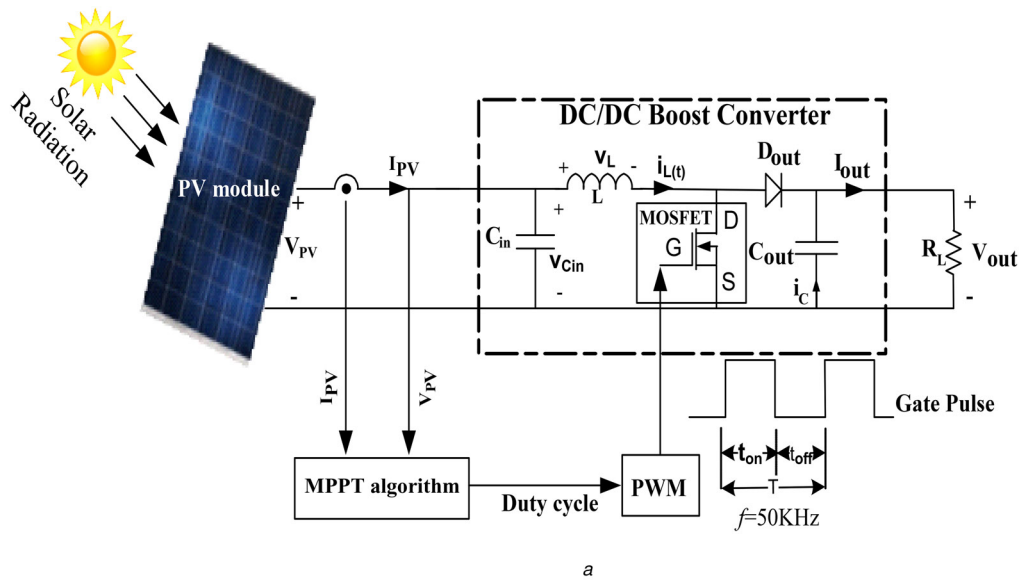 Solar
Radiation
PV module
I_PV
+
V_PV
-
DC/DC Boost Converter
+ v_L -
L
i_L(t)
D_out
I_out
C_in
+
v_Cin
-
MOSFET
D
G
S
C_out
i_C
R_L
+
V_out
-
I_PV
V_PV
MPPT algorithm
Duty cycle
PWM
Gate Pulse
t_on
t_off
T
f=50KHz
a